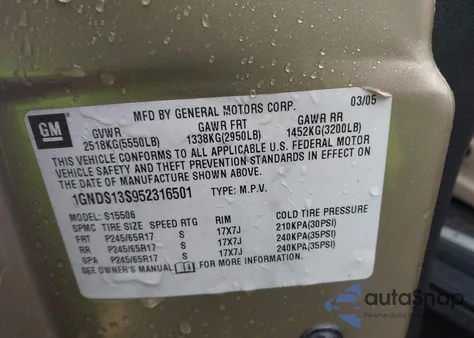 GM
MFD BY GENERAL MOTORS CORP. 03/05
GVWR GAWR FRT GAWR RR
2518KG(5550LB) 1338KG(2950LB) 1452KG(3200LB)
THIS VEHICLE CONFORMS TO ALL APPLICABLE U.S. FEDERAL MOTOR
VEHICLE SAFETY AND THEFT PREVENTION STANDARDS IN EFFECT ON
THE DATE OF MANUFACTURE SHOWN ABOVE.
1GNDS13S952316501 TYPE: M.P.V.
MODEL: S15506
SPMC TIRE SIZE SPEED RTG RIM COLD TIRE PRESSURE
FRT P245/65R17 S 17X7J 210KPA(30PSI)
RR P245/65R17 S 17X7J 240KPA(35PSI)
SPA P245/65R17 S 17X7J 240KPA(35PSI)
SEE OWNER'S MANUAL FOR MORE INFORMATION
autoSnap
Powered by